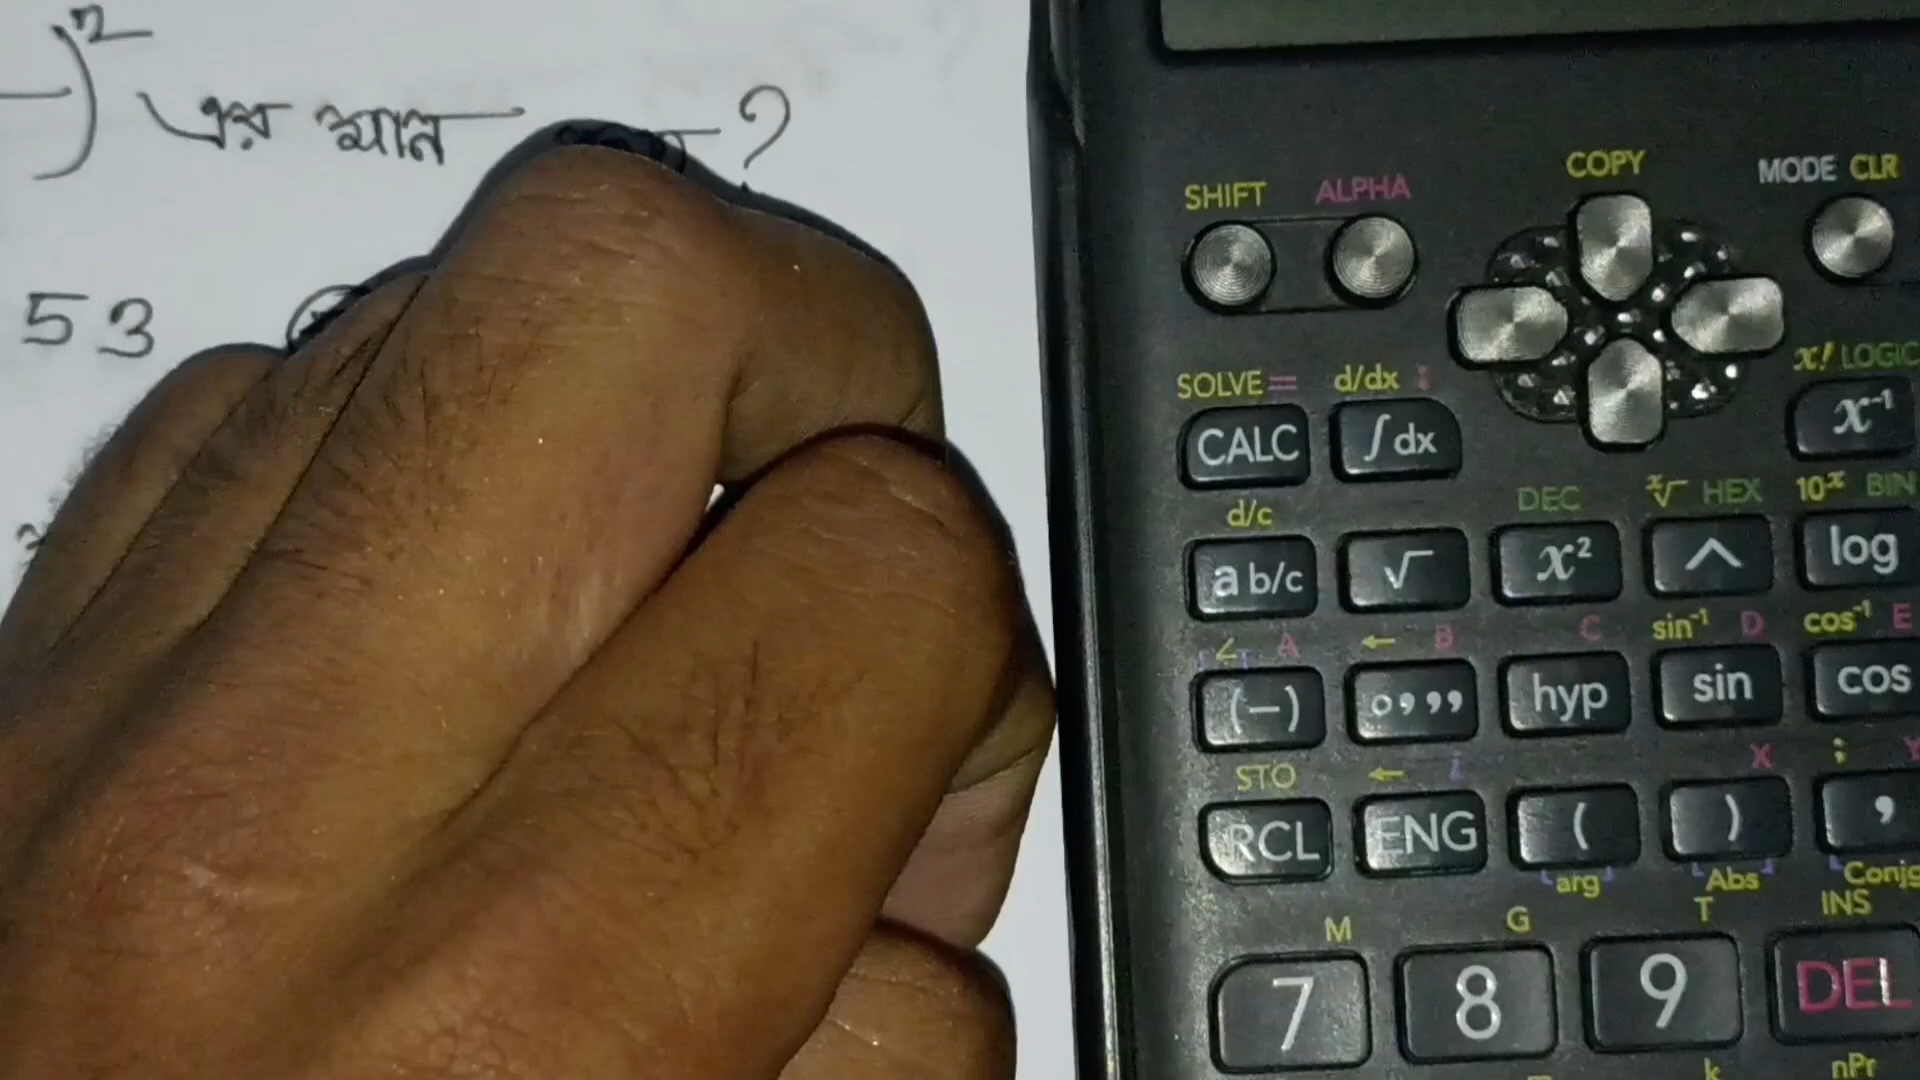 )² এর মান ?
53
COPY
MODE CLR
SHIFT ALPHA
x! LOGIC
SOLVE = d/dx :
CALC ∫dx x⁻¹
d/c DEC ˣ√ HEX 10ˣ BIN
a b/c √ x² ^ log
∠ A ← B C sin⁻¹ D cos⁻¹ E
(−) °,,, hyp sin cos
STO ← i X ; Y
RCL ENG ( ) ,
arg Abs Conjg
M G T INS
7 8 9 DEL
k nPr